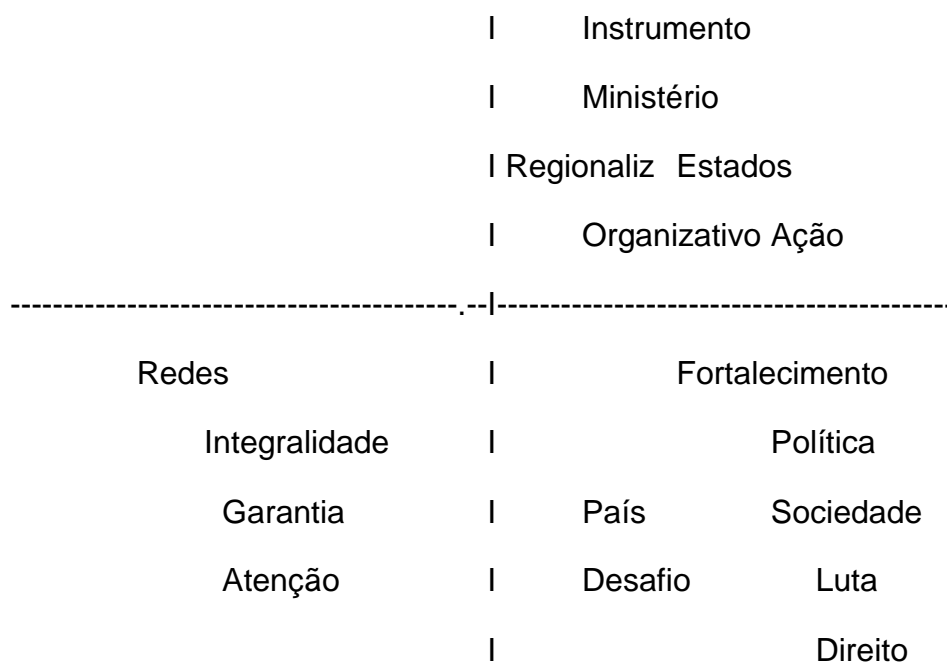 I Instrumento
I Ministério
I Regionaliz Estados
I Organizativo Ação
-------------------------------------------.--I-------------------------------------------
Redes I Fortalecimento
Integralidade I Política
Garantia I País Sociedade
Atenção I Desafio Luta
I Direito